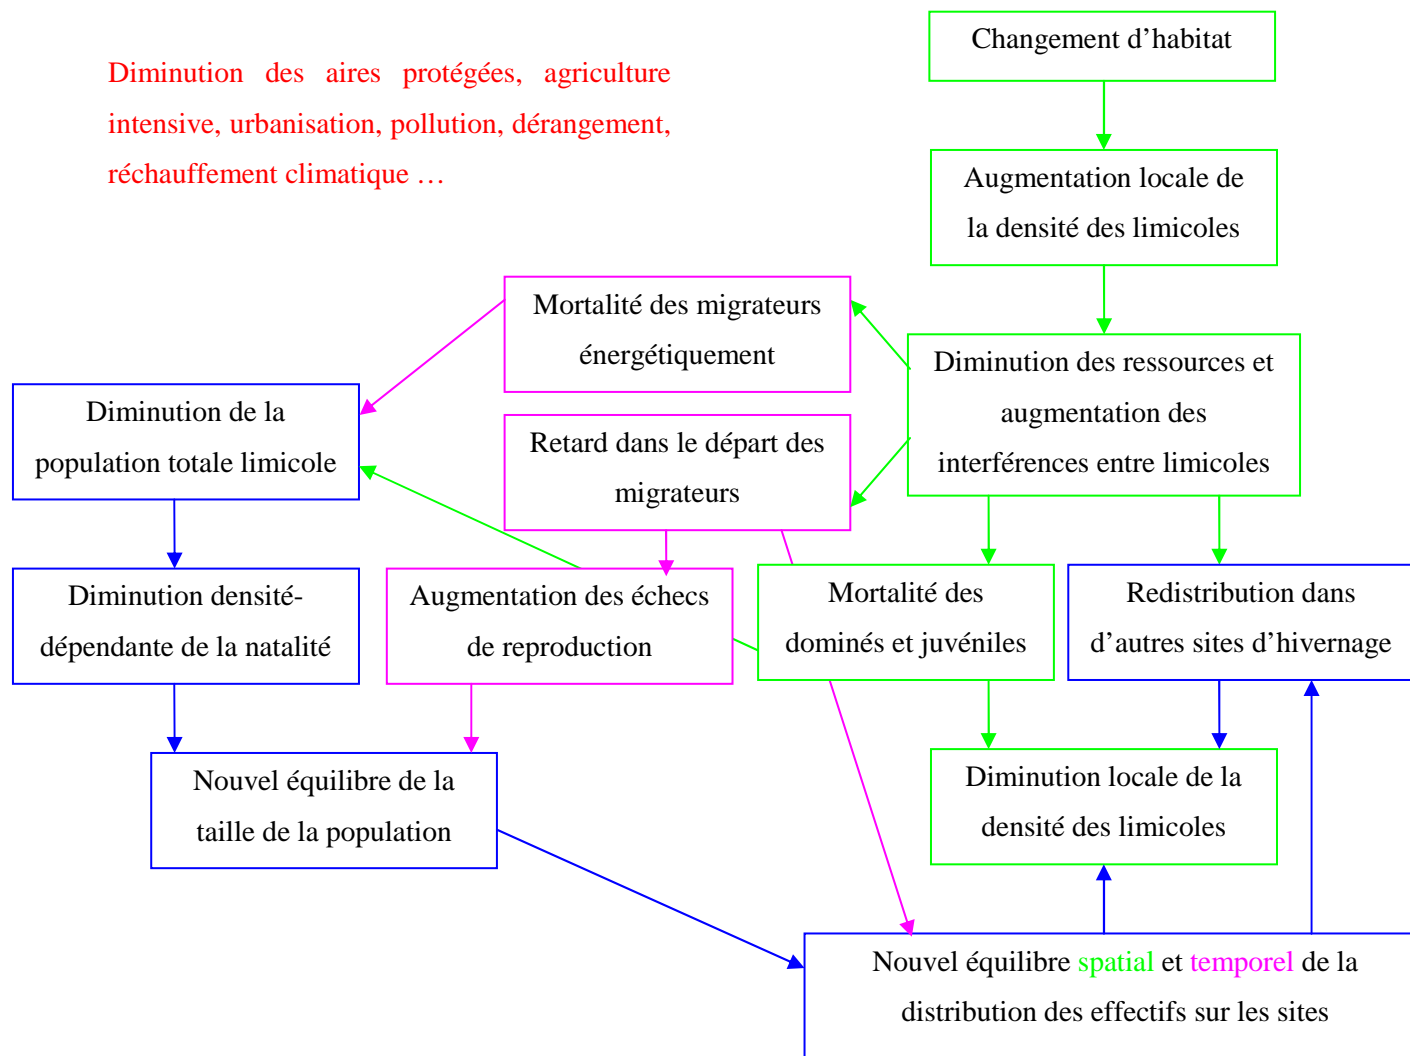 Changement d’habitat
Diminution des aires protégées, agriculture
intensive, urbanisation, pollution, dérangement,
réchauffement climatique …
Augmentation locale de
la densité des limicoles
Mortalité des migrateurs
énergétiquement
Diminution des ressources et
augmentation des
interférences entre limicoles
Diminution de la
population totale limicole
Retard dans le départ des
migrateurs
Diminution densité-
dépendante de la natalité
Augmentation des échecs
de reproduction
Mortalité des
dominés et juvéniles
Redistribution dans
d’autres sites d’hivernage
Nouvel équilibre de la
taille de la population
Diminution locale de la
densité des limicoles
Nouvel équilibre spatial et temporel de la
distribution des effectifs sur les sites